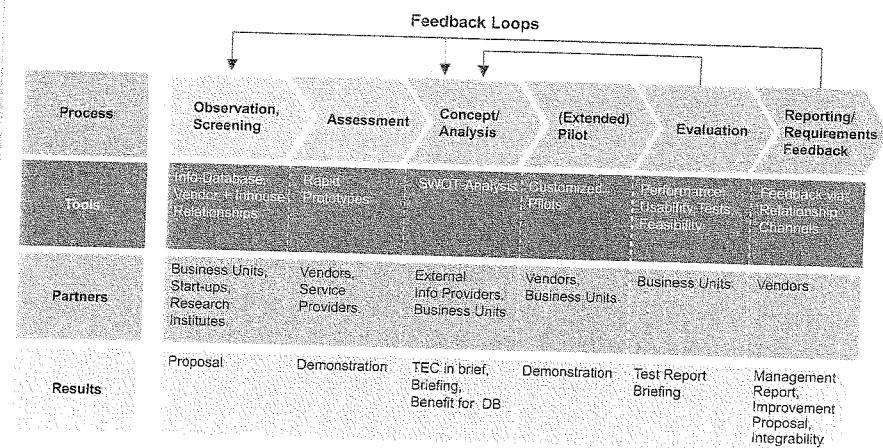 Feedback Loops
Process
Observation,
Screening
Assessment
Concept/
Analysis
(Extended)
Pilot
Evaluation
Reporting/
Requirements
Feedback
Tools
Info-Database,
Vendor-+ Inhouse
Relationships
Rapid
Prototypes
SWOT-Analysis
Customized
Pilots
Performance,
Usability Tests,
Feasibility
Feedback via
Relationship
Channels
Partners
Business Units,
Start-ups,
Research
Institutes
Vendors,
Service
Providers
External
Info Providers,
Business Units
Vendors,
Business Units
Business Units
Vendors
Results
Proposal
Demonstration
TEC in brief,
Briefing,
Benefit for DB
Demonstration
Test Report
Briefing
Management
Report,
Improvement
Proposal,
Integrability